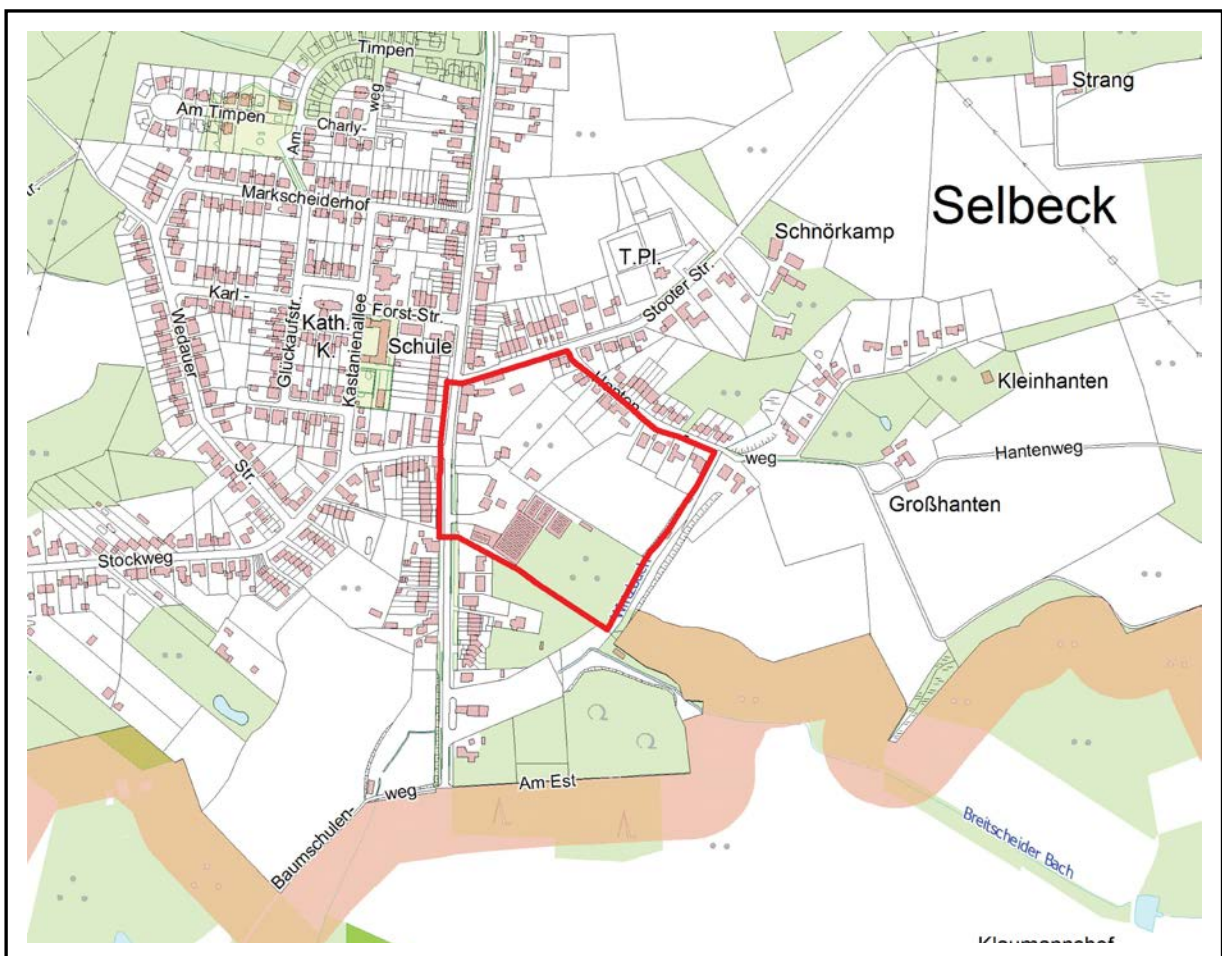 Timpen
Am Timpen
Am
Charly-
weg
Strang
Markscheiderhof
Selbeck
Schnörkamp
T.Pl.
Stooter Str.
Karl -
Forst-Str.
Glückaufstr.
Kath.
K.
Kastanienallee
Schule
Wedauer
Str.
Hanten
weg
Kleinhanten
Hantenweg
Großhanten
Stockweg
Am Est
Baumschulen-
weg
Breitscheider Bach